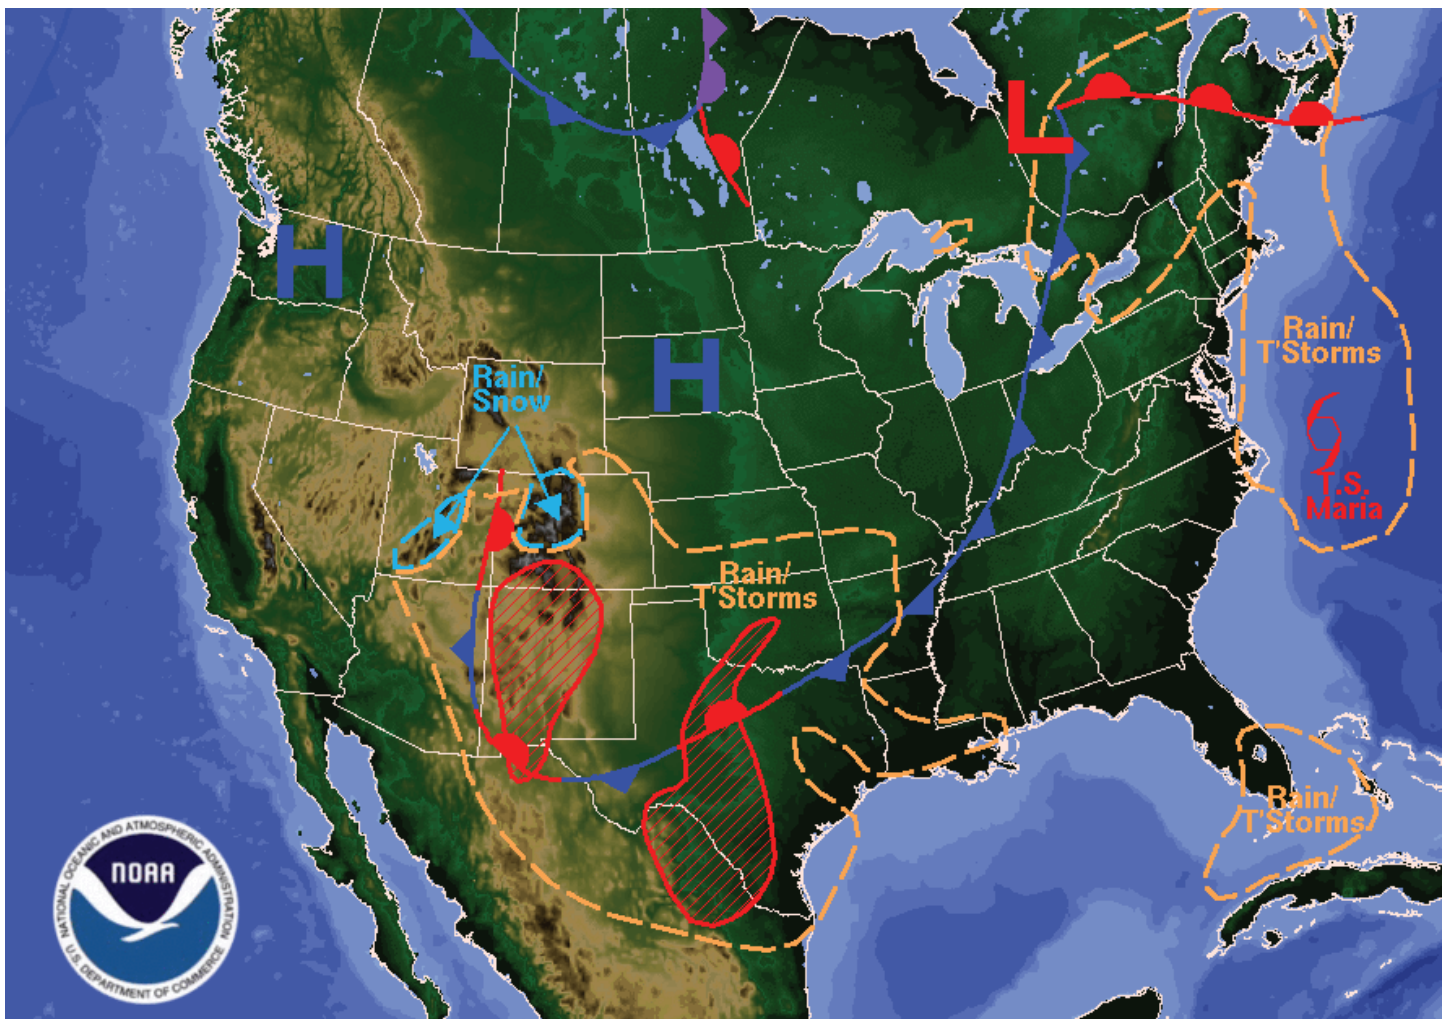 L
H
Rain/
T'Storms
H
Rain/
Snow
T.S.
Maria
Rain/
T'Storms
Rain/
T'Storms
NOAA
NATIONAL OCEANIC AND ATMOSPHERIC ADMINISTRATION
U.S. DEPARTMENT OF COMMERCE